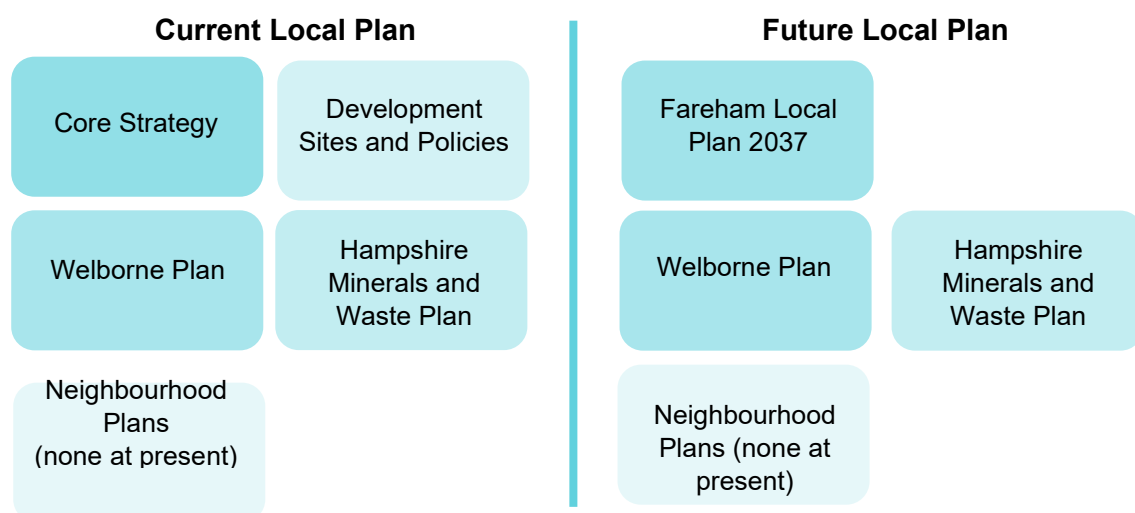 Current Local Plan
Core Strategy
Development
Sites and Policies
Welborne Plan
Hampshire
Minerals and
Waste Plan
Neighbourhood
Plans
(none at present)
Future Local Plan
Fareham Local
Plan 2037
Welborne Plan
Hampshire
Minerals and
Waste Plan
Neighbourhood
Plans (none at
present)